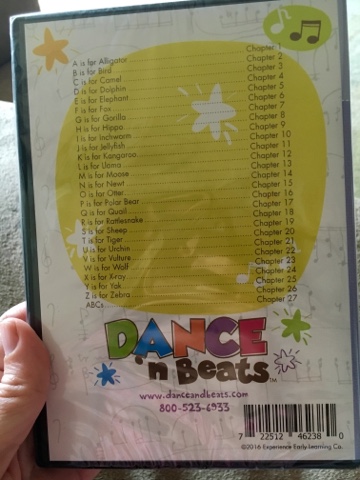 A is for Alligator Chapter 1
B is for Bird Chapter 2
C is for Camel Chapter 3
D is for Dolphin Chapter 4
E is for Elephant Chapter 5
F is for Fox Chapter 6
G is for Gorilla Chapter 7
H is for Hippo Chapter 8
I is for Inchworm Chapter 9
J is for Jellyfish Chapter 10
K is for Kangaroo Chapter 11
L is for Llama Chapter 12
M is for Moose Chapter 13
N is for Newt Chapter 14
O is for Otter Chapter 15
P is for Polar Bear Chapter 16
Q is for Quail Chapter 17
R is for Rattlesnake Chapter 18
S is for Sheep Chapter 19
T is for Tiger Chapter 20
U is for Urchin Chapter 21
V is for Vulture Chapter 22
W is for Wolf Chapter 23
X is for X-ray Chapter 24
Y is for Yak Chapter 25
Z is for Zebra Chapter 26
ABCs Chapter 27
DANCE
'n Beats™
www.danceandbeats.com
800-523-6933
7 22512 46238 0
©2016 Experience Early Learning Co.